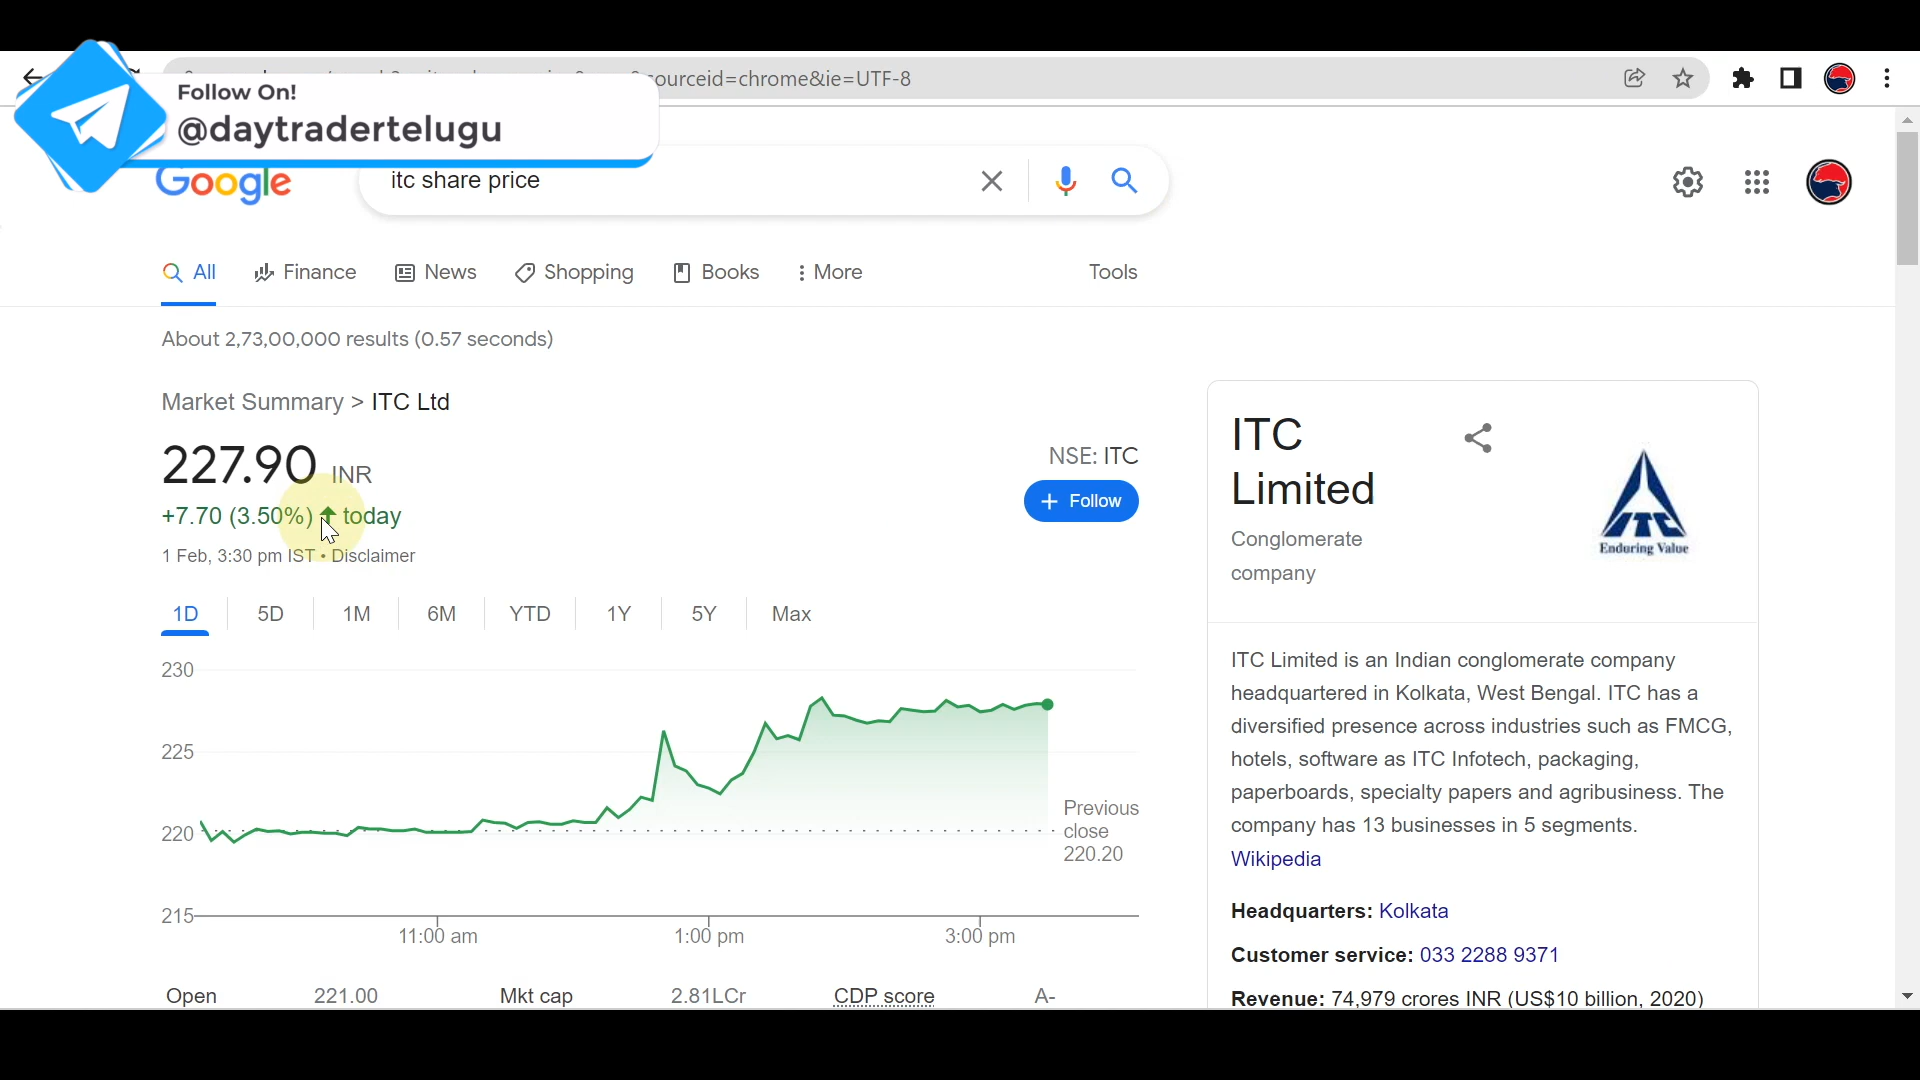 Follow On!
@daytradertelugu
ourceid=chrome&ie=UTF-8
Google
itc share price
All
Finance
News
Shopping
Books
More
Tools
About 2,73,00,000 results (0.57 seconds)
Market Summary > ITC Ltd
227.90 INR
+7.70 (3.50%) today
1 Feb, 3:30 pm IST • Disclaimer
NSE: ITC
+ Follow
1D
5D
1M
6M
YTD
1Y
5Y
Max
230
225
220
215
Previous
close
220.20
11:00 am
1:00 pm
3:00 pm
Open 221.00
Mkt cap 2.81LCr
CDP score A-
ITC
Limited
Conglomerate
company
ITC
Enduring Value
ITC Limited is an Indian conglomerate company
headquartered in Kolkata, West Bengal. ITC has a
diversified presence across industries such as FMCG,
hotels, software as ITC Infotech, packaging,
paperboards, specialty papers and agribusiness. The
company has 13 businesses in 5 segments.
Wikipedia
Headquarters: Kolkata
Customer service: 033 2288 9371
Revenue: 74,979 crores INR (US$10 billion, 2020)